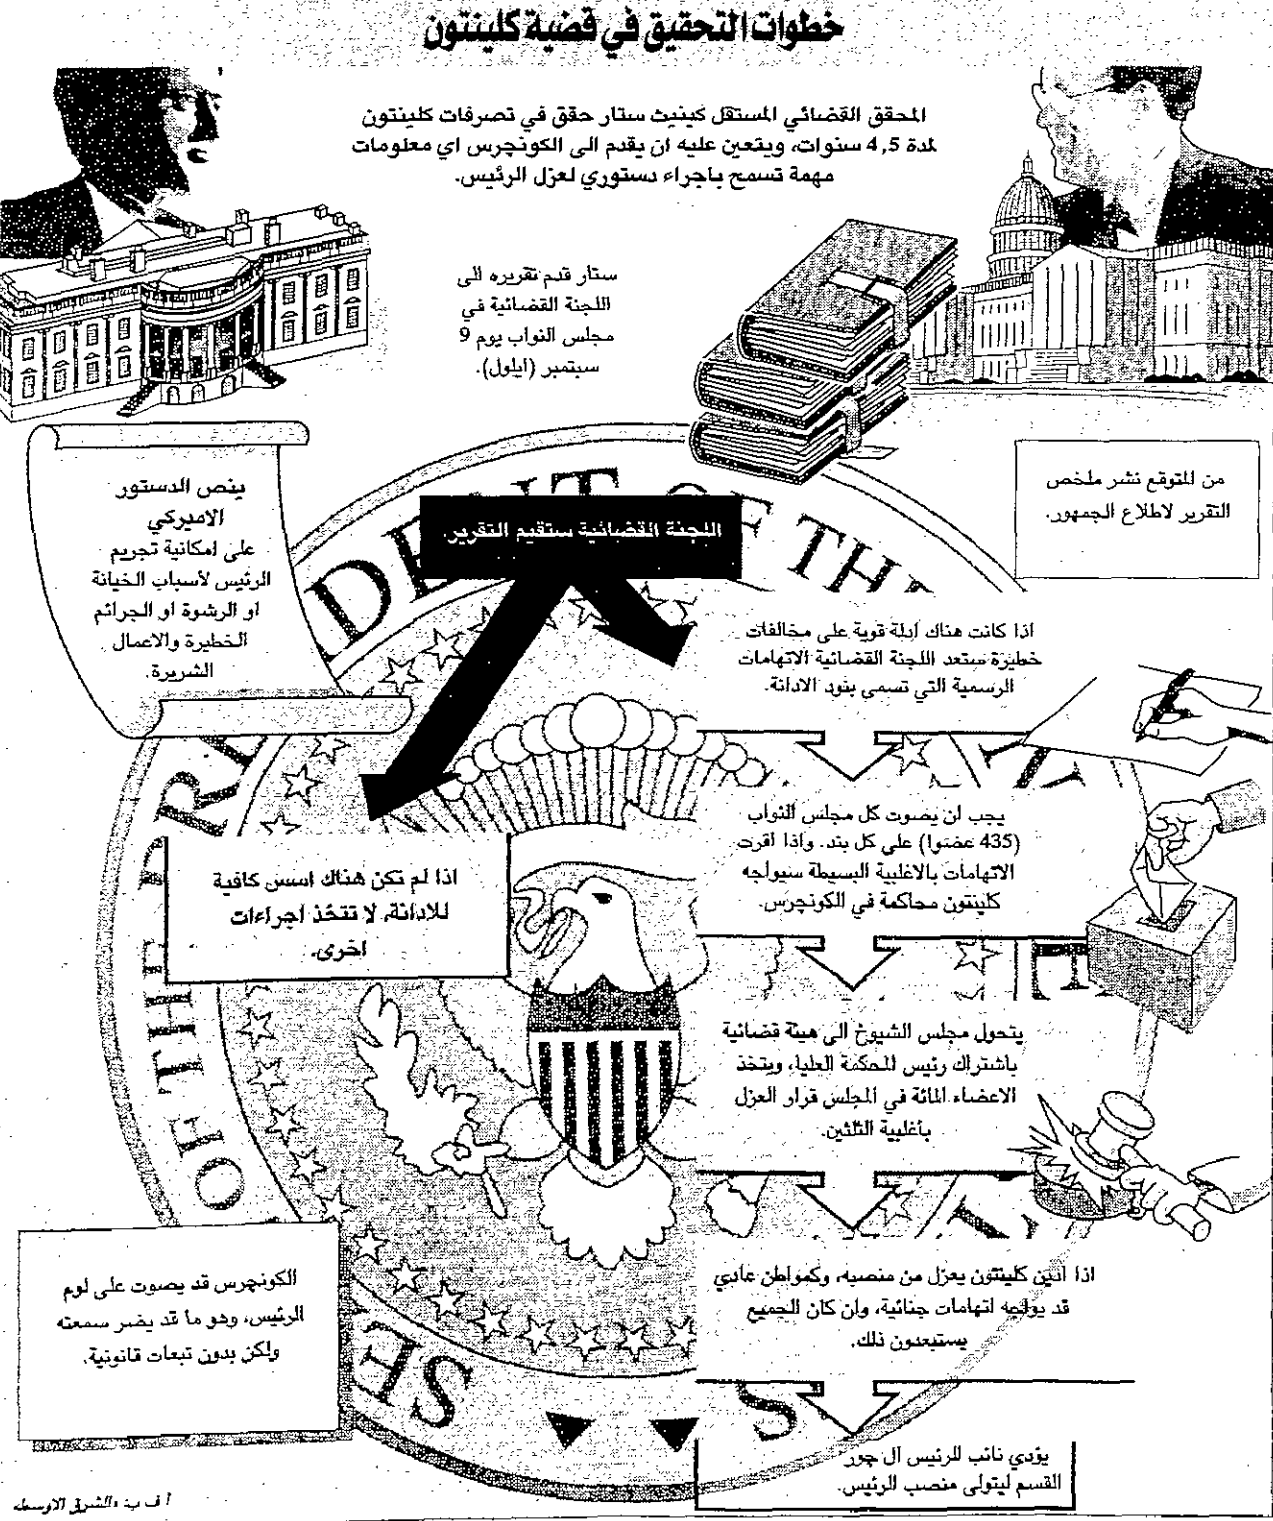 خطوات التحقيق في قضية كلينتون
المحقق القضائي المستقل كينيث ستار حقق في تصرفات كلينتون
لمدة 4,5 سنوات، ويتعين عليه ان يقدم الى الكونجرس اي معلومات
مهمة تسمح باجراء دستوري لعزل الرئيس.
ستار قدم تقريره الى
اللجنة القضائية في
مجلس النواب يوم 9
سبتمبر (ايلول).
من المتوقع نشر ملخص
التقرير لاطلاع الجمهور.
ينص الدستور
الاميركي
على امكانية تجريم
الرئيس لأسباب الخيانة
او الرشوة او الجرائم
الخطيرة والاعمال
الشريرة.
اللجنة القضائية ستقيم التقرير.
اذا كانت هناك ادلة قوية على مخالفات
خطيرة ستعد اللجنة القضائية الاتهامات
الرسمية التي تسمى بنود الادانة.
يجب ان يصوت كل مجلس النواب
(435 عضوا) على كل بند. واذا اقرت
الاتهامات بالاغلبية البسيطة سيواجه
كلينتون محاكمة في الكونجرس.
اذا لم تكن هناك اسس كافية
للادانة، لا تتخذ اجراءات
اخرى.
يتحول مجلس الشيوخ الى هيئة قضائية
باشتراك رئيس المحكمة العليا، ويتخذ
الاعضاء المائة في المجلس قرار العزل
بأغلبية الثلثين.
اذا ادين كلينتون يعزل من منصبه، وكمواطن عادي
قد يواجه اتهامات جنائية، وان كان الجميع
يستبعدون ذلك.
الكونجرس قد يصوت على لوم
الرئيس، وهو ما قد يضر سمعته
ولكن بدون تبعات قانونية.
يؤدي نائب الرئيس آل جور
القسم ليتولى منصب الرئيس.
أ ف ب، «الشرق الاوسط»
OF THE